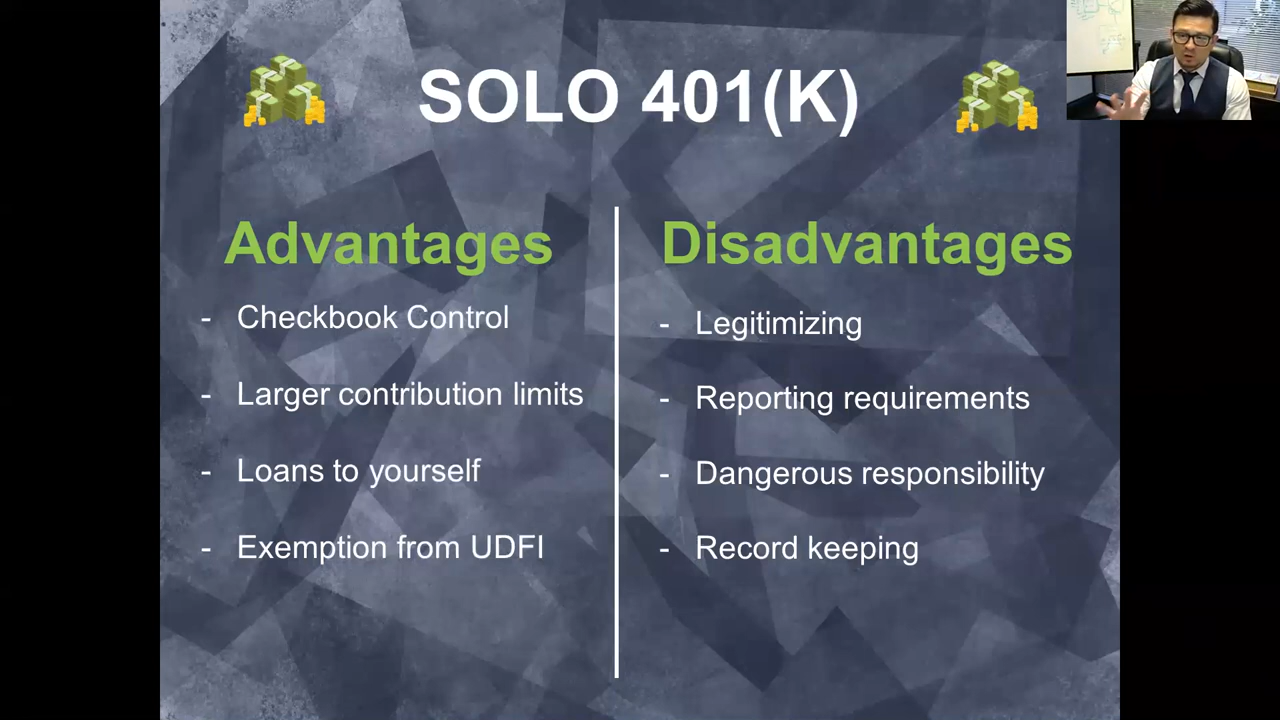 SOLO 401(K)
Advantages
- Checkbook Control
- Larger contribution limits
- Loans to yourself
- Exemption from UDFI
Disadvantages
- Legitimizing
- Reporting requirements
- Dangerous responsibility
- Record keeping